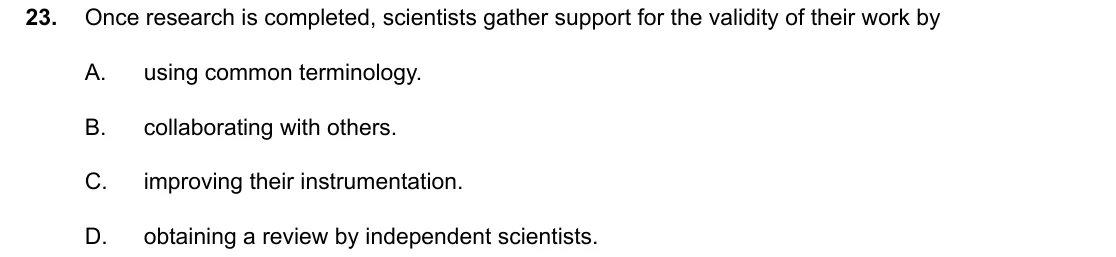 23. Once research is completed, scientists gather support for the validity of their work by
A. using common terminology.
B. collaborating with others.
C. improving their instrumentation.
D. obtaining a review by independent scientists.